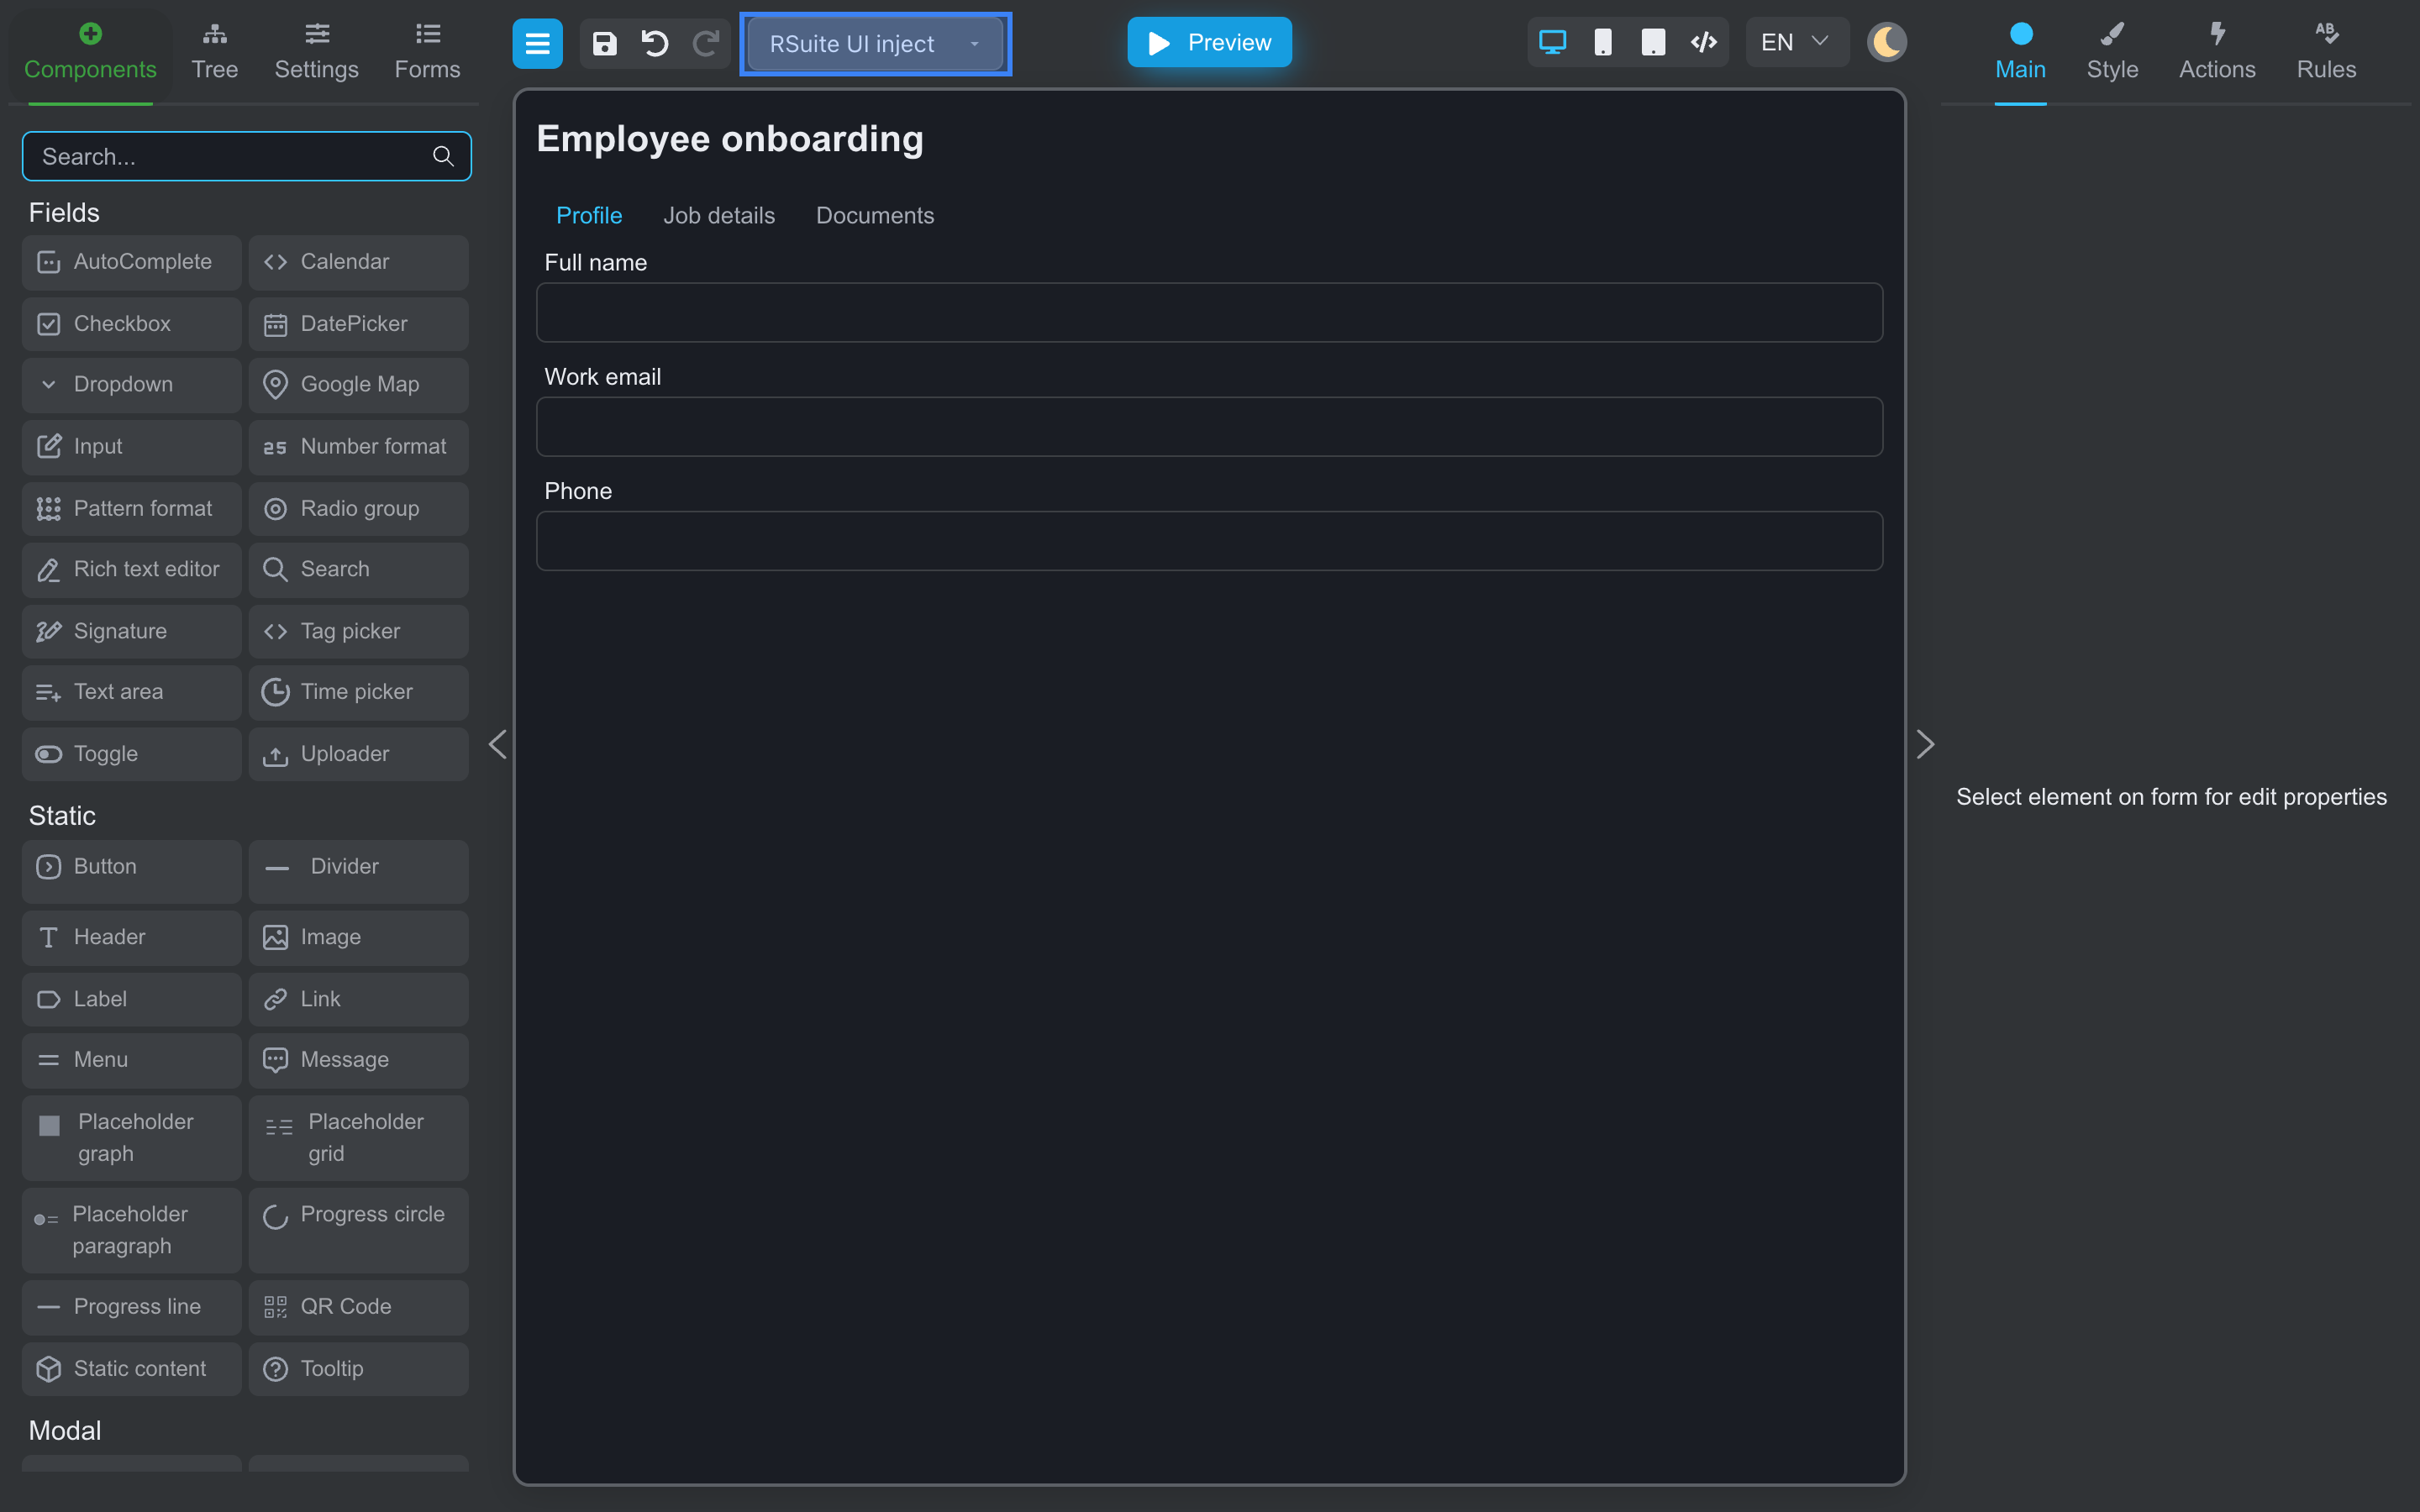 Components
Tree
Settings
Forms
RSuite UI inject
Preview
EN
Main
Style
Actions
Rules
Search...
Fields
AutoComplete
Calendar
Checkbox
DatePicker
Dropdown
Google Map
Input
Number format
Pattern format
Radio group
Rich text editor
Search
Signature
Tag picker
Text area
Time picker
Toggle
Uploader
Static
Button
Divider
Header
Image
Label
Link
Menu
Message
Placeholder
graph
Placeholder
grid
Placeholder
paragraph
Progress circle
Progress line
QR Code
Static content
Tooltip
Modal
Employee onboarding
Profile
Job details
Documents
Full name
Work email
Phone
Select element on form for edit properties